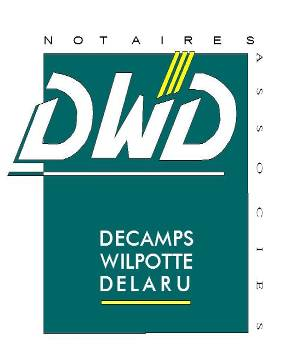 NOTAIRES
ASSOCIES
DWD
DECAMPS
WILPOTTE
DELARU